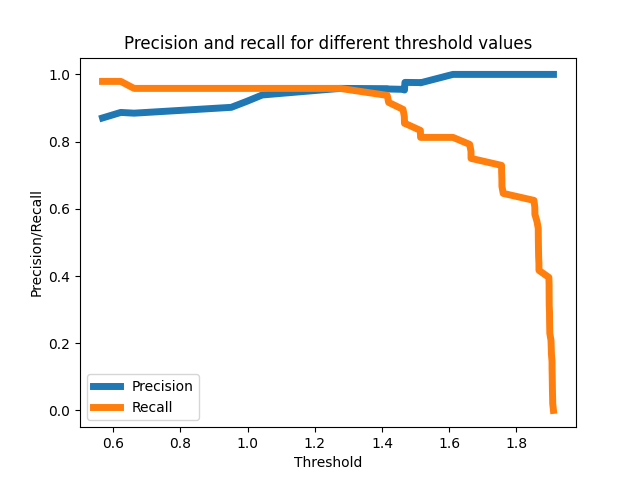 Precision and recall for different threshold values
1.0
0.8
0.6
0.4
0.2
0.0
Precision/Recall
Precision
Recall
0.6 0.8 1.0 1.2 1.4 1.6 1.8
Threshold